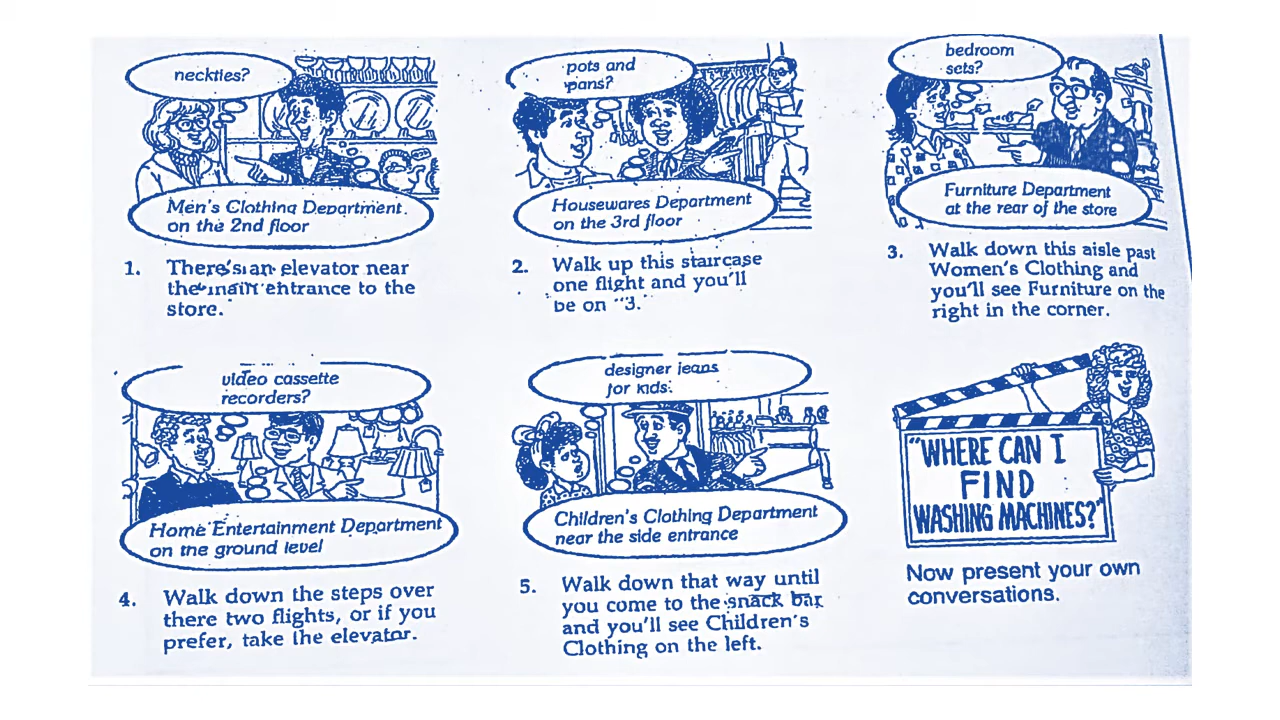 neckties?
Men's Clothing Department
on the 2nd floor
1. There's an elevator near
the main entrance to the
store.
pots and
pans?
Housewares Department
on the 3rd floor
2. Walk up this staircase
one flight and you'll
be on "3."
bedroom
sets?
Furniture Department
at the rear of the store
3. Walk down this aisle past
Women's Clothing and
you'll see Furniture on the
right in the corner.
video cassette
recorders?
Home Entertainment Department
on the ground level
4. Walk down the steps over
there two flights, or if you
prefer, take the elevator.
designer jeans
for kids?
Children's Clothing Department
near the side entrance
5. Walk down that way until
you come to the snack bar
and you'll see Children's
Clothing on the left.
"WHERE CAN I
FIND
WASHING MACHINES?"
Now present your own
conversations.